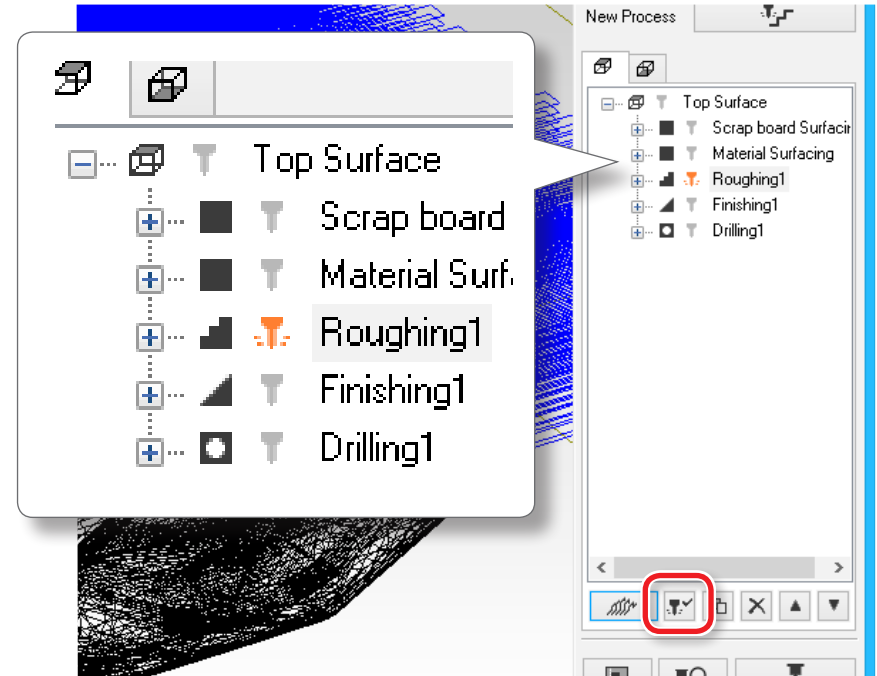 New Process
Top Surface
Scrap board
Material Surf
Roughing1
Finishing1
Drilling1
Top Surface
Scrap board Surfacin
Material Surfacing
Roughing1
Finishing1
Drilling1